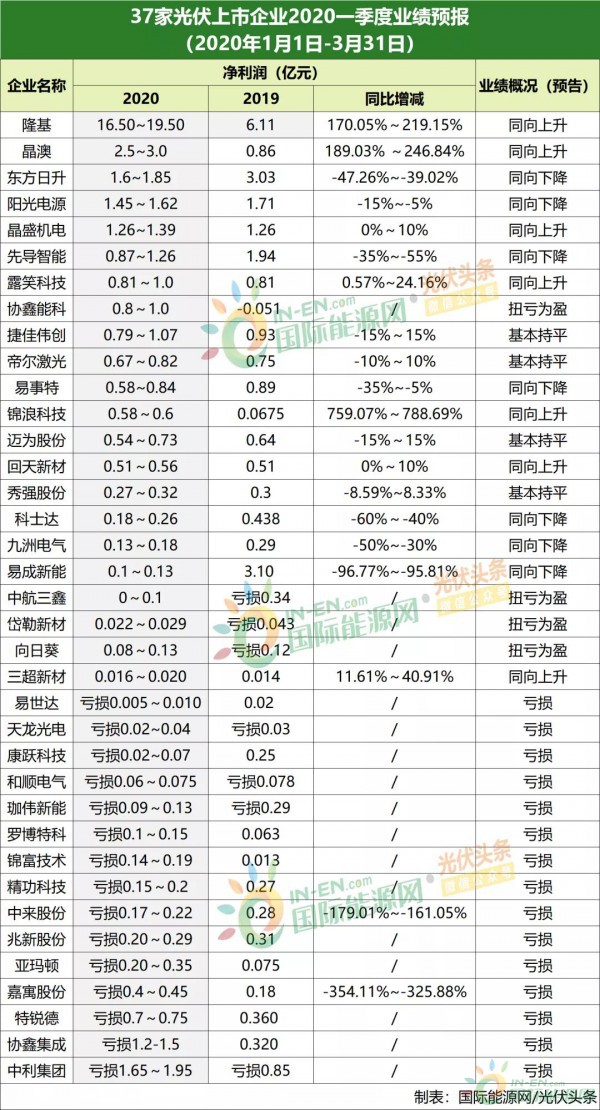 37家光伏上市企业2020一季度业绩预报
（2020年1月1日-3月31日）
企业名称 净利润（亿元） 业绩概况（预告）
2020 2019 同比增减
隆基 16.50~19.50 6.11 170.05%~219.15% 同向上升
晶澳 2.5~3.0 0.86 189.03% ~246.84% 同向上升
东方日升 1.6~1.85 3.03 -47.26%~-39.02% 同向下降
阳光电源 1.45~1.62 1.71 -15%~-5% 同向下降
晶盛机电 1.26~1.39 1.26 0%~10% 同向上升
先导智能 0.87~1.26 1.94 -35%~-55% 同向下降
露笑科技 0.81~1.0 0.81 0.57%~24.16% 同向上升
协鑫能科 0.8~1.0 -0.051 / 扭亏为盈
捷佳伟创 0.79~1.07 0.93 -15%~15% 基本持平
帝尔激光 0.67~0.82 0.75 -10%~10% 基本持平
易事特 0.58~0.84 0.89 -35%~-5% 同向下降
锦浪科技 0.58~0.6 0.0675 759.07%~788.69% 同向上升
迈为股份 0.54~0.73 0.64 -15%~15% 基本持平
回天新材 0.51~0.56 0.51 0%~10% 同向上升
秀强股份 0.27~0.32 0.3 -8.59%~8.33% 基本持平
科士达 0.18~0.26 0.438 -60%~-40% 同向下降
九洲电气 0.13~0.18 0.29 -50%~-30% 同向下降
易成新能 0.1~0.13 3.10 -96.77%~-95.81% 同向下降
中航三鑫 0~0.1 亏损0.34 / 扭亏为盈
岱勒新材 0.022~0.029 亏损0.043 / 扭亏为盈
向日葵 0.08~0.13 亏损0.12 / 扭亏为盈
三超新材 0.016~0.020 0.014 11.61%~40.91% 同向上升
易世达 亏损0.005~0.010 0.02 / 亏损
天龙光电 亏损0.02~0.04 亏损0.03 / 亏损
康跃科技 亏损0.02~0.07 0.25 / 亏损
和顺电气 亏损0.06~0.075 亏损0.078 / 亏损
珈伟新能 亏损0.09~0.13 亏损0.29 / 亏损
罗博特科 亏损0.1~0.15 0.063 / 亏损
锦富技术 亏损0.14~0.19 0.013 / 亏损
精功科技 亏损0.15~0.2 0.27 / 亏损
中来股份 亏损0.17~0.22 0.28 -179.01%~-161.05% 亏损
兆新股份 亏损0.20~0.29 0.31 / 亏损
亚玛顿 亏损0.20~0.35 0.075 / 亏损
嘉寓股份 亏损0.4~0.45 0.18 -354.11%~-325.88% 亏损
特锐德 亏损0.7~0.75 0.360 / 亏损
协鑫集成 亏损1.2-1.5 0.320 / 亏损
中利集团 亏损1.65~1.95 亏损0.85 / 亏损
制表：国际能源网/光伏头条
IN-EN.com
国际能源网
光伏头条
IN-EN.com
国际能源网
光伏头条
IN-EN.com
国际能源网
光伏头条